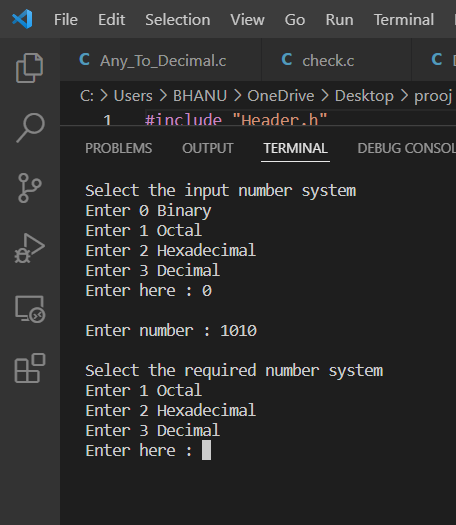 File Edit Selection View Go Run Terminal
C Any_To_Decimal.c C check.c C
C: > Users > BHANU > OneDrive > Desktop > prooj
1 #include "Header.h"
PROBLEMS OUTPUT TERMINAL DEBUG CONSOL
Select the input number system
Enter 0 Binary
Enter 1 Octal
Enter 2 Hexadecimal
Enter 3 Decimal
Enter here : 0
Enter number : 1010
Select the required number system
Enter 1 Octal
Enter 2 Hexadecimal
Enter 3 Decimal
Enter here :